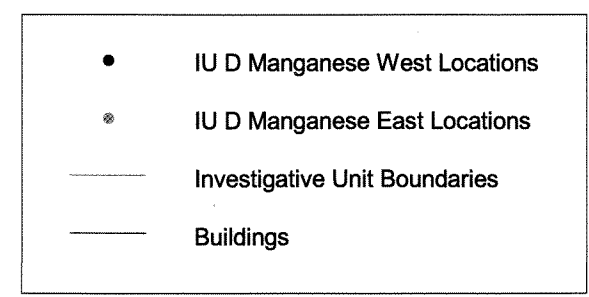 IU D Manganese West Locations
IU D Manganese East Locations
Investigative Unit Boundaries
Buildings